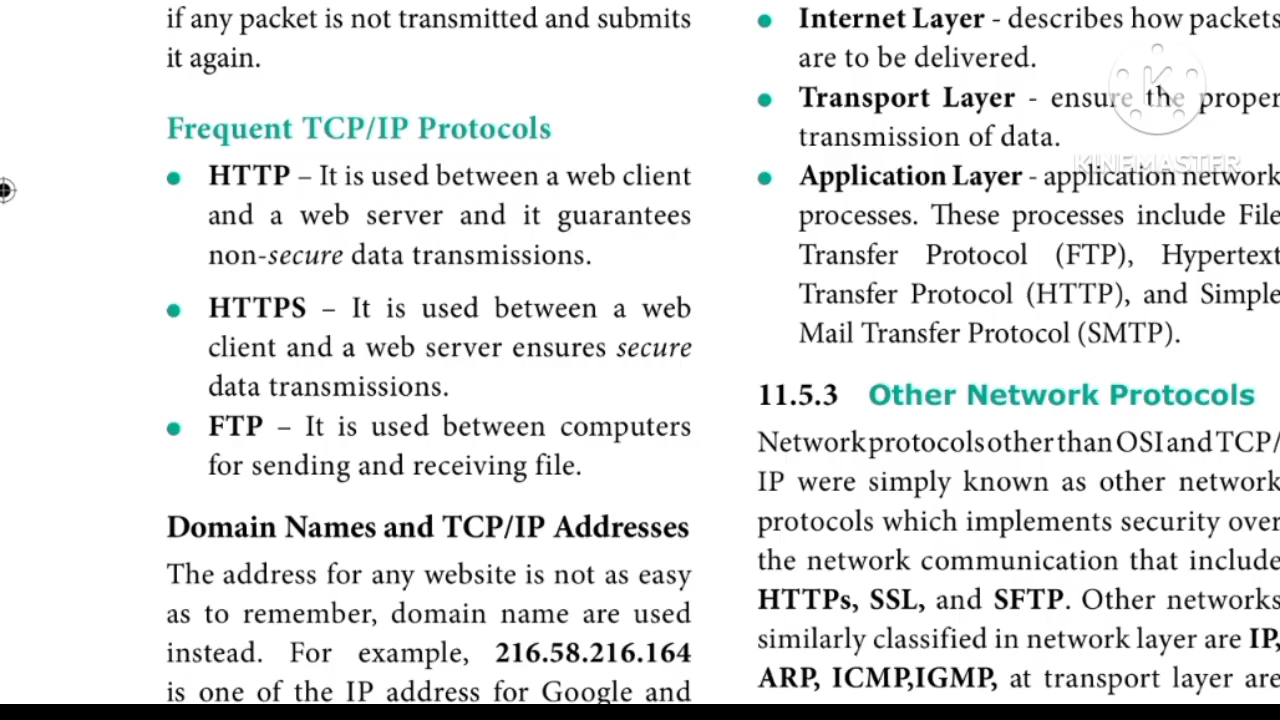 if any packet is not transmitted and submits
it again.
Frequent TCP/IP Protocols
• HTTP – It is used between a web client
and a web server and it guarantees
non-secure data transmissions.
• HTTPS – It is used between a web
client and a web server ensures secure
data transmissions.
• FTP – It is used between computers
for sending and receiving file.
Domain Names and TCP/IP Addresses
The address for any website is not as easy
as to remember, domain name are used
instead. For example, 216.58.216.164
is one of the IP address for Google and
• Internet Layer - describes how packets
are to be delivered.
• Transport Layer - ensure the proper
transmission of data.
• Application Layer - application network
processes. These processes include File
Transfer Protocol (FTP), Hypertext
Transfer Protocol (HTTP), and Simple
Mail Transfer Protocol (SMTP).
11.5.3 Other Network Protocols
Network protocols other than OSI and TCP/
IP were simply known as other network
protocols which implements security over
the network communication that include
HTTPs, SSL, and SFTP. Other networks
similarly classified in network layer are IP,
ARP, ICMP,IGMP, at transport layer are
K
KINEMASTER